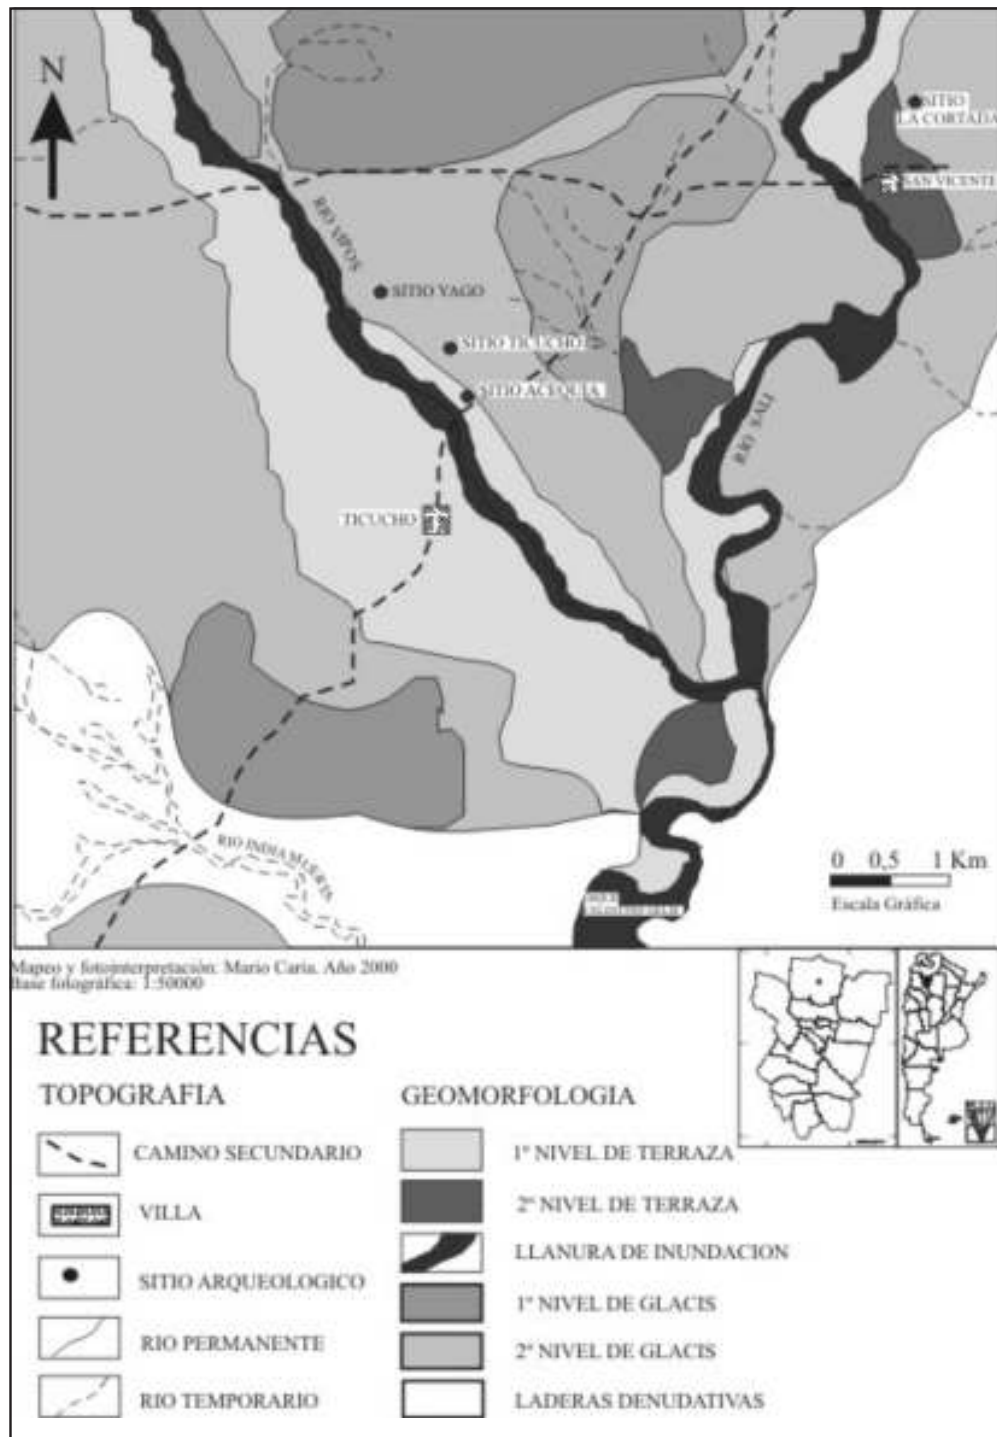 N
SITIO
LA CORTADA
SAN VICENTE
RIO VIPOS
SITIO YAGO
SITIO TICUCHO
SITIO ACEQUIA
RIO SALI
TICUCHO
RIO INDIA MUERTA
0 0,5 1 Km
Escala Gráfica
Mapeo y fotointerpretación: Mario Caria. Año 2000
Base fotográfica: 1:50000
REFERENCIAS
TOPOGRAFIA
CAMINO SECUNDARIO
VILLA
SITIO ARQUEOLOGICO
RIO PERMANENTE
RIO TEMPORARIO
GEOMORFOLOGIA
1º NIVEL DE TERRAZA
2º NIVEL DE TERRAZA
LLANURA DE INUNDACION
1º NIVEL DE GLACIS
2º NIVEL DE GLACIS
LADERAS DENUDATIVAS